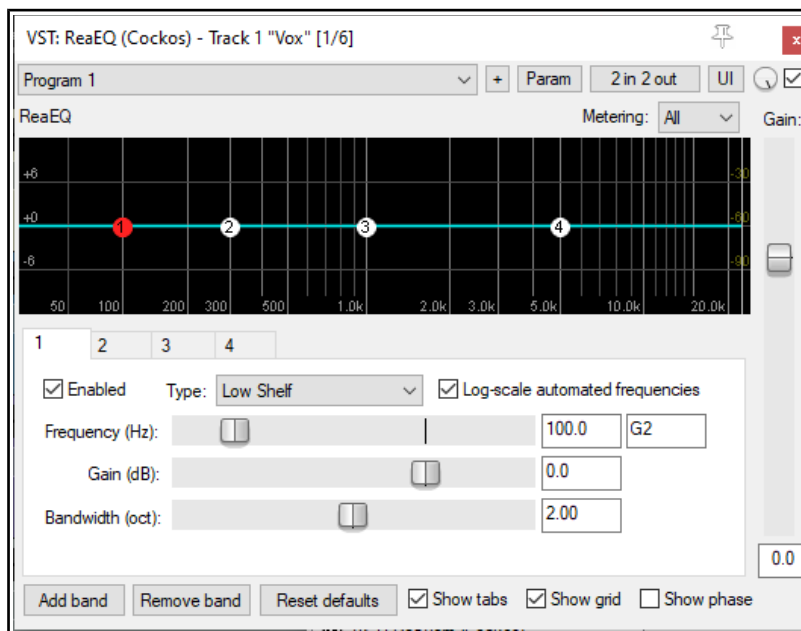 VST: ReaEQ (Cockos) - Track 1 "Vox" [1/6]
x
Program 1
+
Param
2 in 2 out
UI
ReaEQ
Metering: All
Gain:
+6
-30
+0
-60
1
2
3
4
-6
-90
50 100 200 300 500 1.0k 2.0k 3.0k 5.0k 10.0k 20.0k
1 2 3 4
Enabled Type: Low Shelf Log-scale automated frequencies
Frequency (Hz): 100.0 G2
Gain (dB): 0.0
Bandwidth (oct): 2.00
0.0
Add band Remove band Reset defaults Show tabs Show grid Show phase